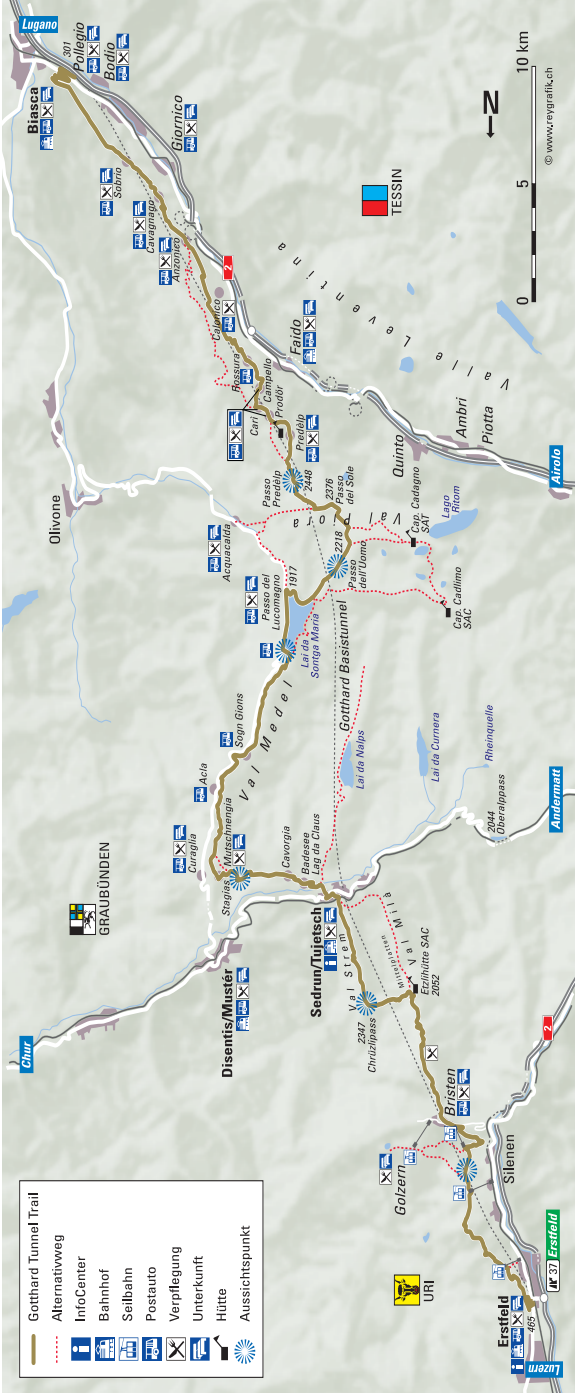 Gotthard Tunnel Trail
Alternativweg
InfoCenter
Bahnhof
Seilbahn
Postauto
Verpflegung
Unterkunft
Hütte
Aussichtspunkt
Chur
GRAUBÜNDEN
Olivone
Lugano
301
Pollegio
Bodio
Biasca
Giornico
Sobrio
Cavagnago
Anzonico
Calonico
2
Rossura
Faido
Campello
Carì
Prodör
Predèlp
Passo
Predèlp
2448
2376
Passo
del Sole
Valle Leventina
TESSIN
N
0
5
10 km
© www.reygrafik.ch
Quinto
Ambri
Piotta
Airolo
Acquacalda
Val Piora
Passo del
Lucomagno
1917
2218
Passo
dell'Uomo
Cap. Cadagno
SAT
Lago
Ritom
Cap. Cadlimo
SAC
Lai da
Sontga Maria
Gotthard Basistunnel
Sogn Gions
Val Medel
Acla
Curaglia
Mutschnengia
Stagias
Cavorgia
Badesee
Lag da Claus
Lai da Nalps
Lai da Curnera
Rheinquelle
2044
Oberalppass
Andermatt
Disentis/Mustér
Sedrun/Tujetsch
Val Strem
2347
Chrüzlipass
Mittelplatten
Val Milà
Etzlihütte SAC
2052
Bristen
Golzern
Silenen
2
URI
Erstfeld
465
37
Erstfeld
Luzern